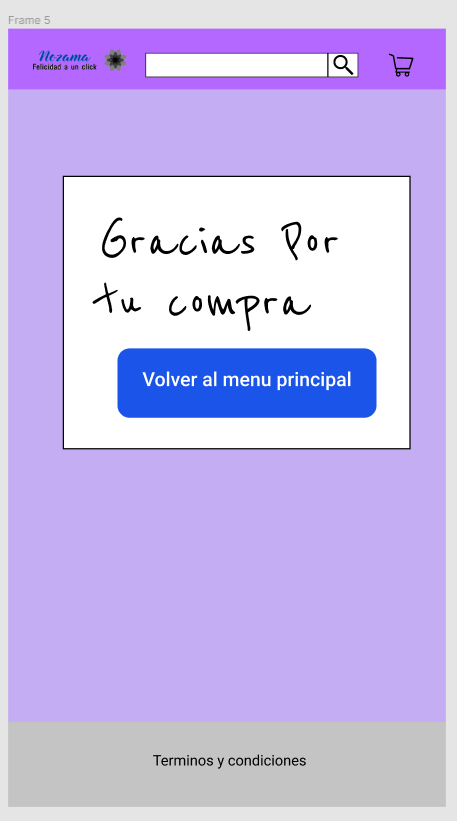 Frame 5
Nozama
Felicidad a un click
Gracias Por
tu compra
Volver al menu principal
Terminos y condiciones